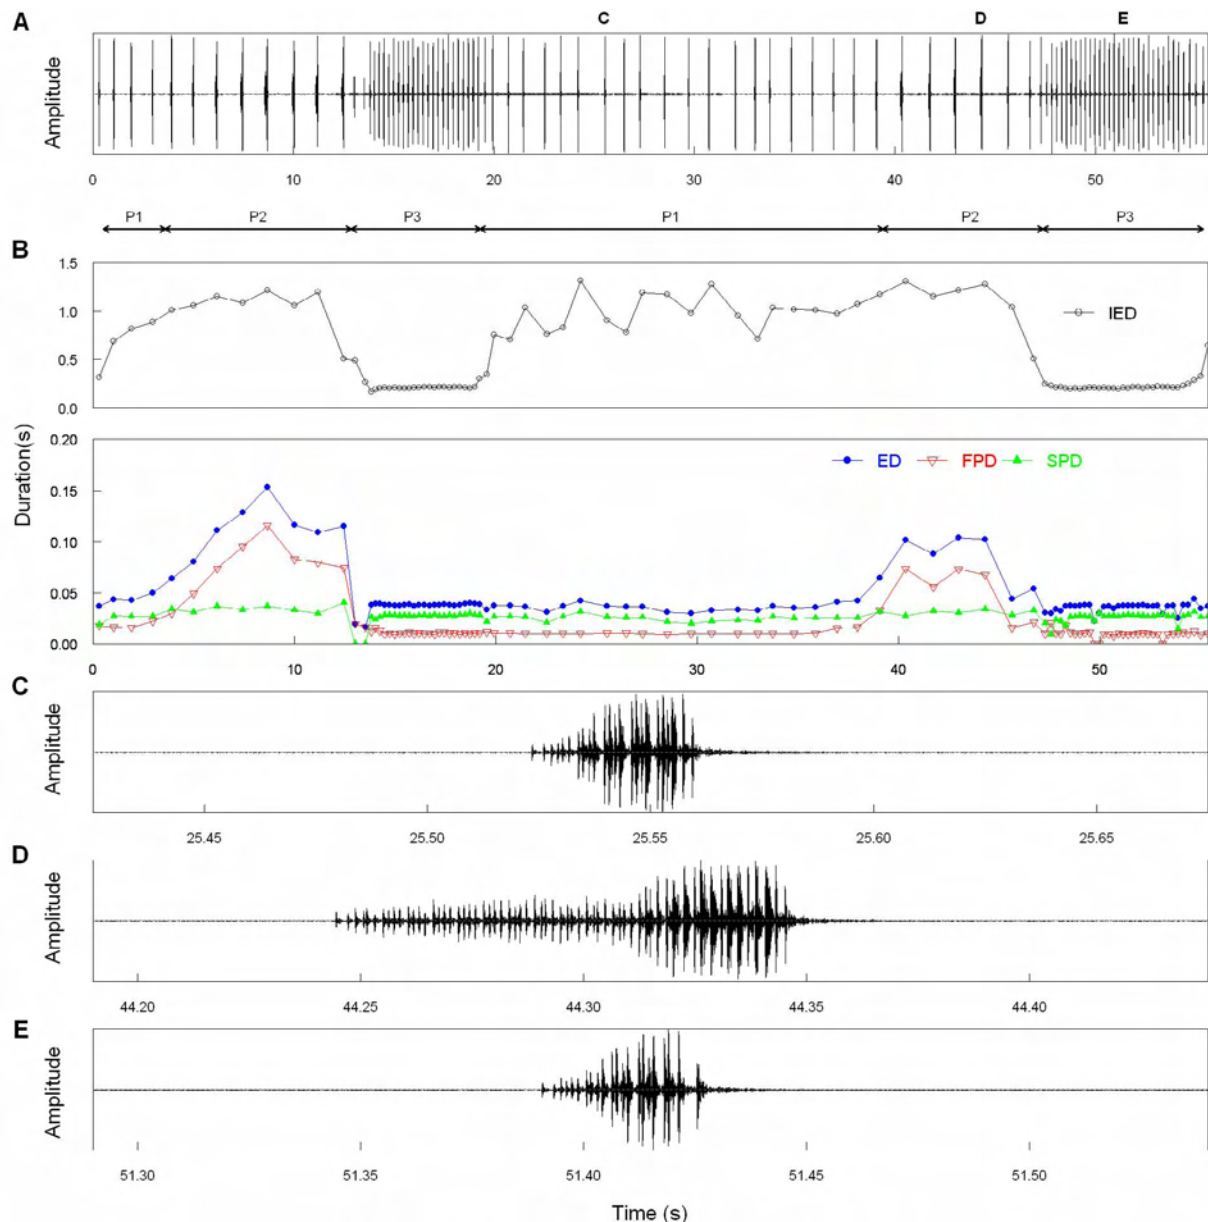 A
C D E
Amplitude
0 10 20 30 40 50
P1 P2 P3 P1 P2 P3
B
1.5
1.0
0.5
0.0
IED
Duration(s)
0.20
0.15
0.10
0.05
0.00
ED FPD SPD
0 10 20 30 40 50
C
Amplitude
25.45 25.50 25.55 25.60 25.65
D
Amplitude
44.20 44.25 44.30 44.35 44.40
E
Amplitude
51.30 51.35 51.40 51.45 51.50
Time (s)